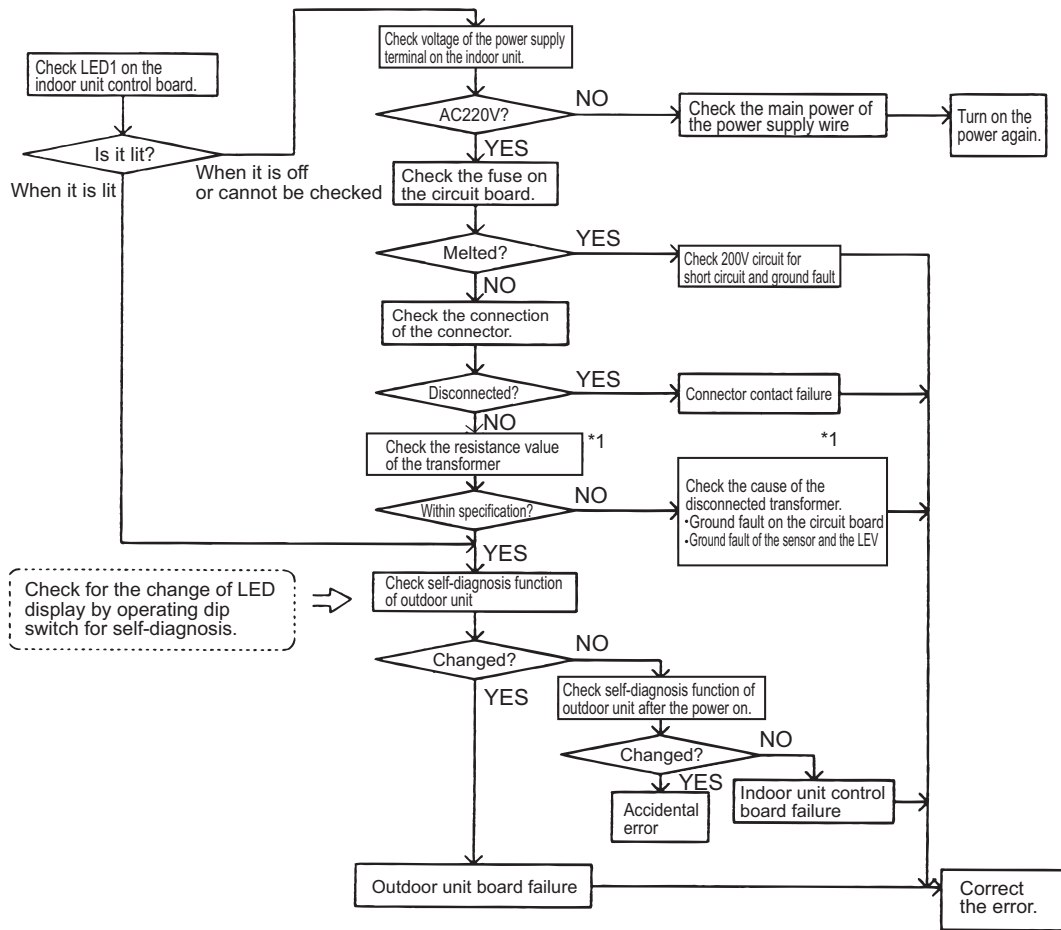 Check LED1 on the
indoor unit control board.
Is it lit?
When it is lit
When it is off
or cannot be checked
Check voltage of the power supply
terminal on the indoor unit.
AC220V?
NO
Check the main power of
the power supply wire
Turn on the
power again.
YES
Check the fuse on
the circuit board.
Melted?
YES
Check 200V circuit for
short circuit and ground fault
NO
Check the connection
of the connector.
Disconnected?
YES
Connector contact failure
NO
Check the resistance value
of the transformer
*1
*1
Within specification?
NO
Check the cause of the
disconnected transformer.
•Ground fault on the circuit board
•Ground fault of the sensor and the LEV
YES
Check for the change of LED
display by operating dip
switch for self-diagnosis.
Check self-diagnosis function
of outdoor unit
Changed?
NO
YES
Check self-diagnosis function of
outdoor unit after the power on.
Changed?
NO
YES
Accidental
error
Indoor unit control
board failure
Outdoor unit board failure
Correct
the error.